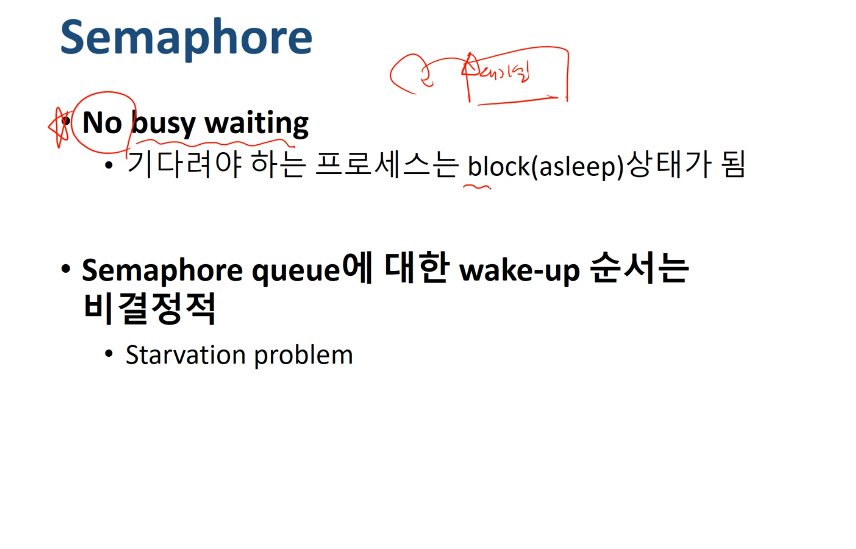 Semaphore
대기실
• No busy waiting
• 기다려야 하는 프로세스는 block(asleep)상태가 됨
• Semaphore queue에 대한 wake-up 순서는
비결정적
• Starvation problem